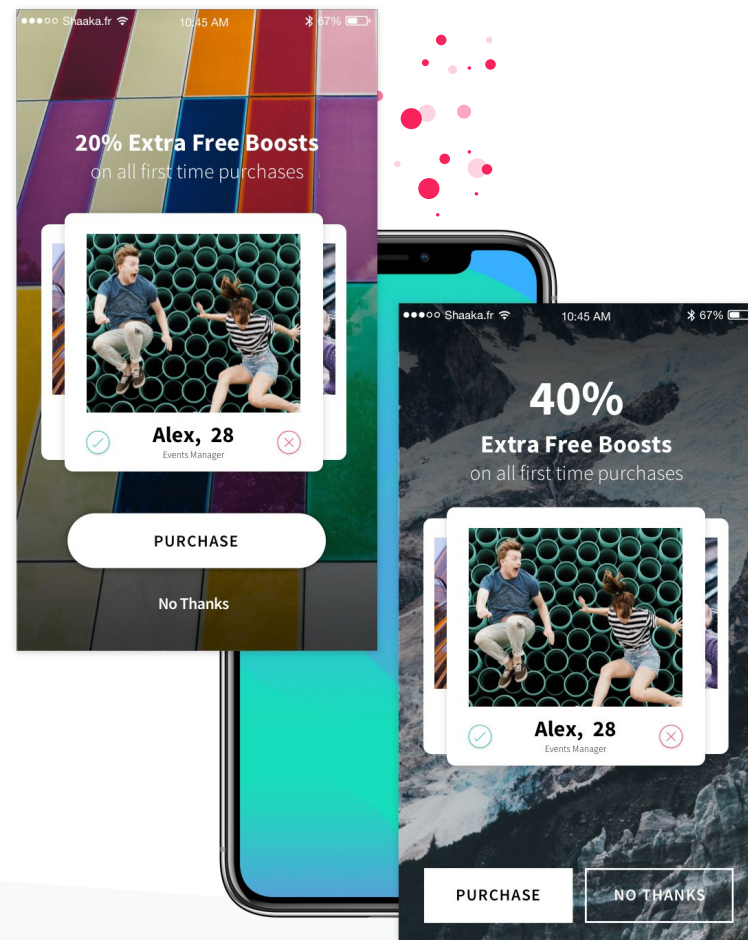 Shaaka.fr 10:45 AM 67%
20% Extra Free Boosts
on all first time purchases
Alex, 28
Events Manager
PURCHASE
No Thanks
Shaaka.fr 10:45 AM 67%
40%
Extra Free Boosts
on all first time purchases
Alex, 28
Events Manager
PURCHASE NO THANKS